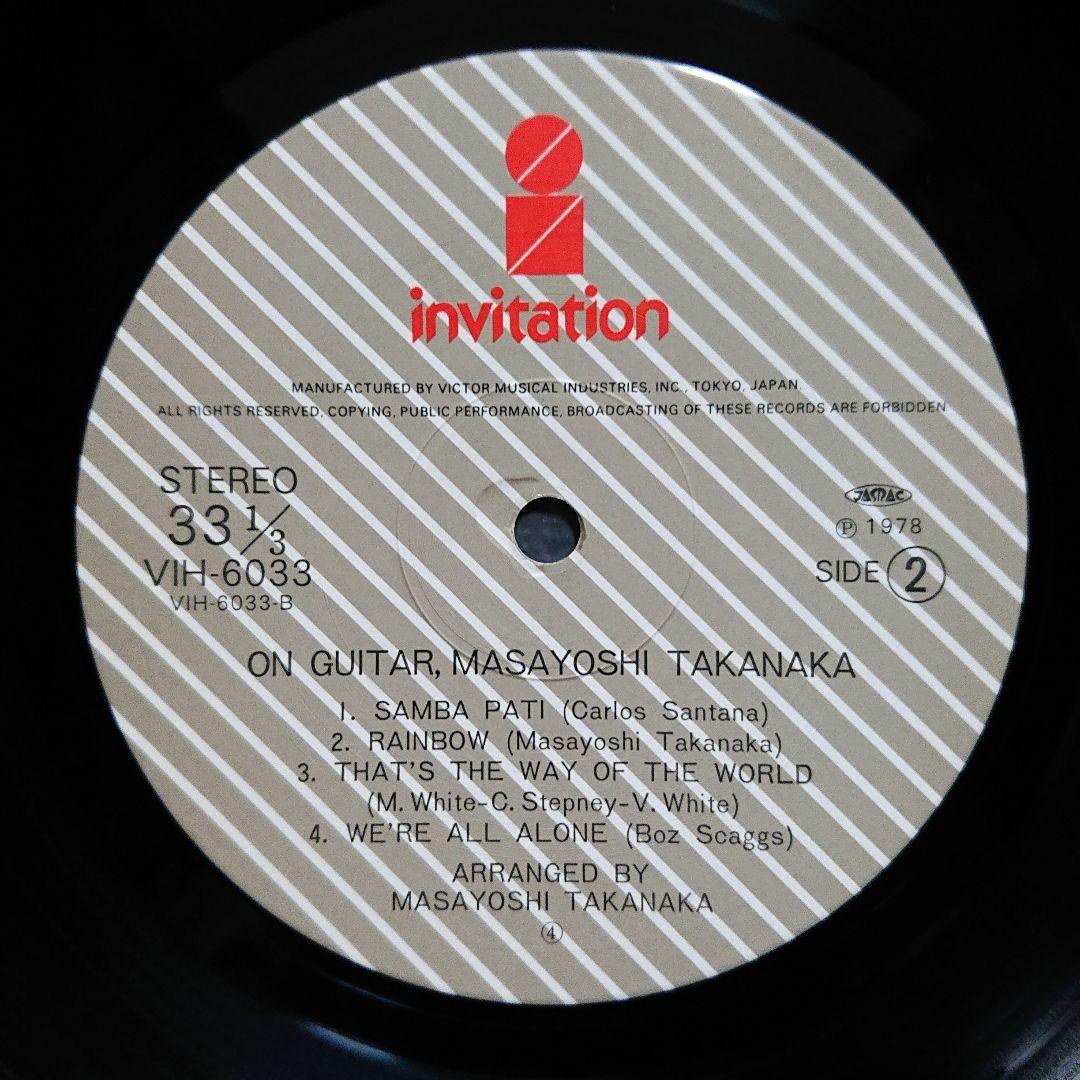 invitation
MANUFACTURED BY VICTOR MUSICAL INDUSTRIES, INC., TOKYO, JAPAN.
ALL RIGHTS RESERVED, COPYING, PUBLIC PERFORMANCE, BROADCASTING OF THESE RECORDS ARE FORBIDDEN
STEREO
33 1/3
VIH-6033
VIH-6033-B
JASRAC
Ⓟ 1978
SIDE ②
ON GUITAR, MASAYOSHI TAKANAKA
1. SAMBA PATI (Carlos Santana)
2. RAINBOW (Masayoshi Takanaka)
3. THAT'S THE WAY OF THE WORLD
(M. White-C. Stepney-V. White)
4. WE'RE ALL ALONE (Boz Scaggs)
ARRANGED BY
MASAYOSHI TAKANAKA
④